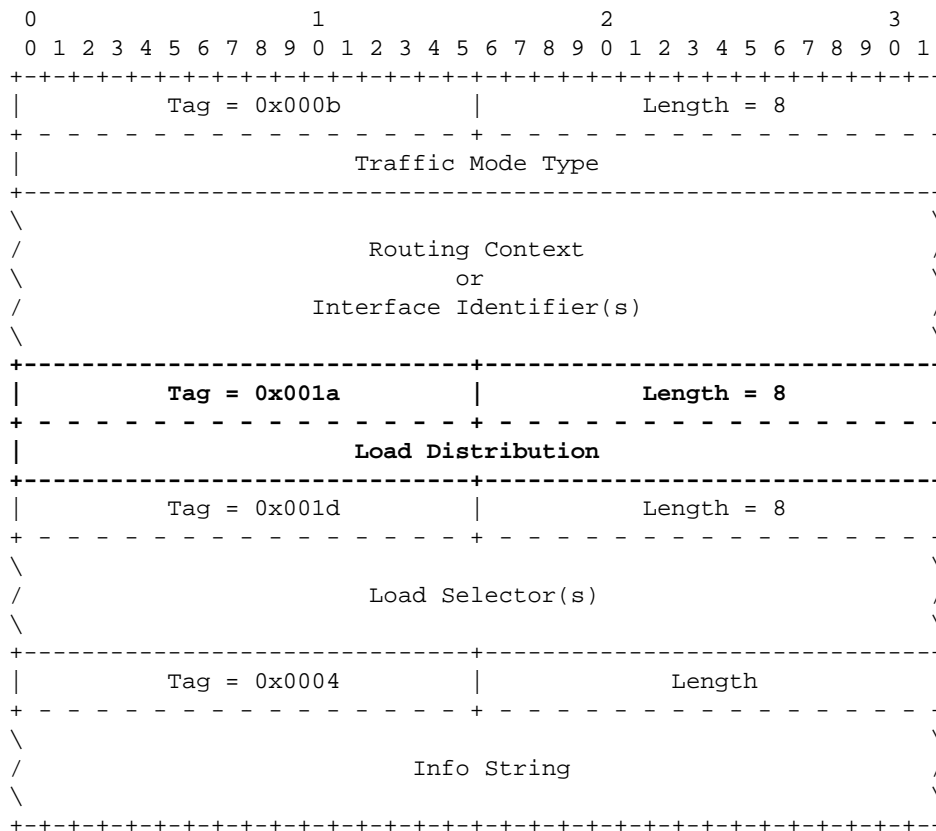 0                   1                   2                   3
 0 1 2 3 4 5 6 7 8 9 0 1 2 3 4 5 6 7 8 9 0 1 2 3 4 5 6 7 8 9 0 1
+-+-+-+-+-+-+-+-+-+-+-+-+-+-+-+-+-+-+-+-+-+-+-+-+-+-+-+-+-+-+-+--
|          Tag = 0x000b         |           Length = 8
+ - - - - - - - - - - - - - - - + - - - - - - - - - - - - - - - -
|                       Traffic Mode Type
+----------------------------------------------------------------
\                                                               \
/                        Routing Context                        /
\                              or                               \
/                    Interface Identifier(s)                    /
\                                                               \
+-------------------------------+--------------------------------
|          Tag = 0x001a         |           Length = 8
+ - - - - - - - - - - - - - - - + - - - - - - - - - - - - - - - -
|                       Load Distribution
+-------------------------------+--------------------------------
|          Tag = 0x001d         |           Length = 8
+ - - - - - - - - - - - - - - - + - - - - - - - - - - - - - - - -
\                                                               \
/                        Load Selector(s)                       /
\                                                               \
+-------------------------------+--------------------------------
|          Tag = 0x0004         |             Length
+ - - - - - - - - - - - - - - - + - - - - - - - - - - - - - - - -
\                                                               \
/                           Info String                         /
\                                                               \
+-+-+-+-+-+-+-+-+-+-+-+-+-+-+-+-+-+-+-+-+-+-+-+-+-+-+-+-+-+-+-+--